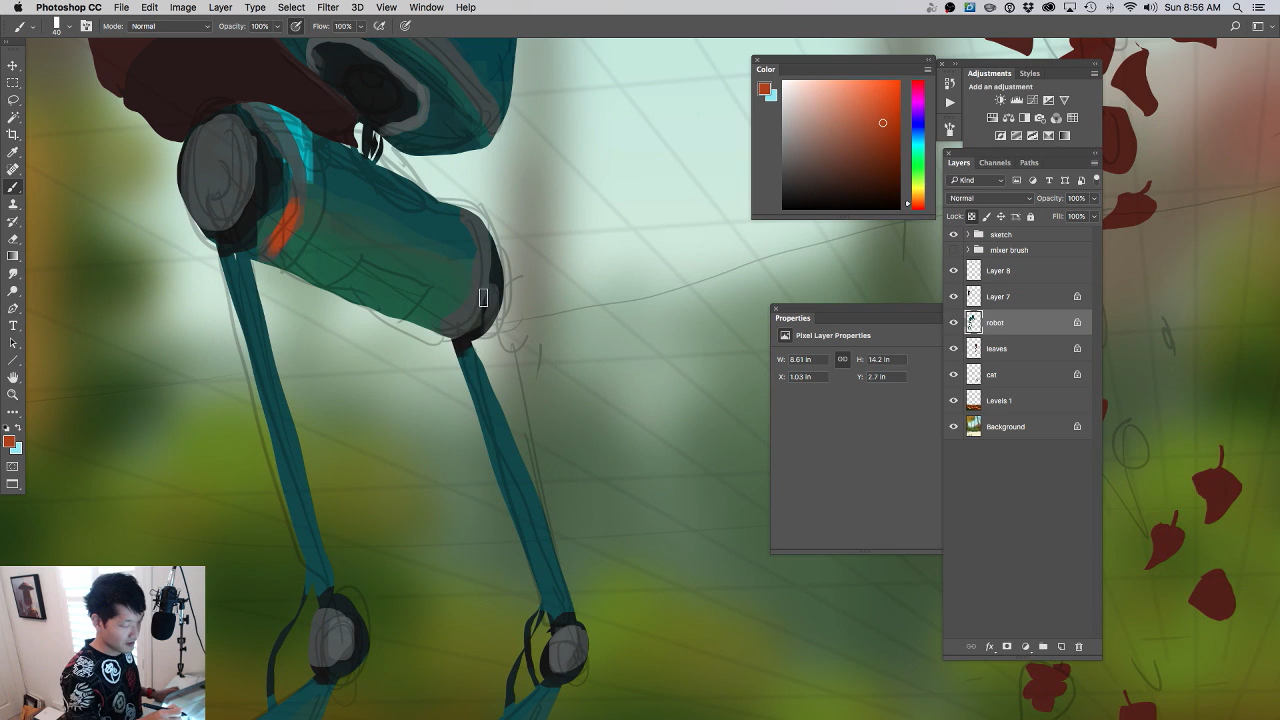 Photoshop CC File Edit Image Layer Type Select Filter 3D View Window Help Sun 8:56 AM
40 Mode: Normal Opacity: 100% Flow: 100%
Color
Adjustments Styles
Add an adjustment
Layers Channels Paths
Kind
Normal Opacity: 100%
Lock: Fill: 100%
sketch
mixer brush
Layer 8
Layer 7
robot
leaves
cat
Levels 1
Background
Properties
Pixel Layer Properties
W: 8.61 in H: 14.2 in
X: 1.03 in Y: 2.7 in
fx